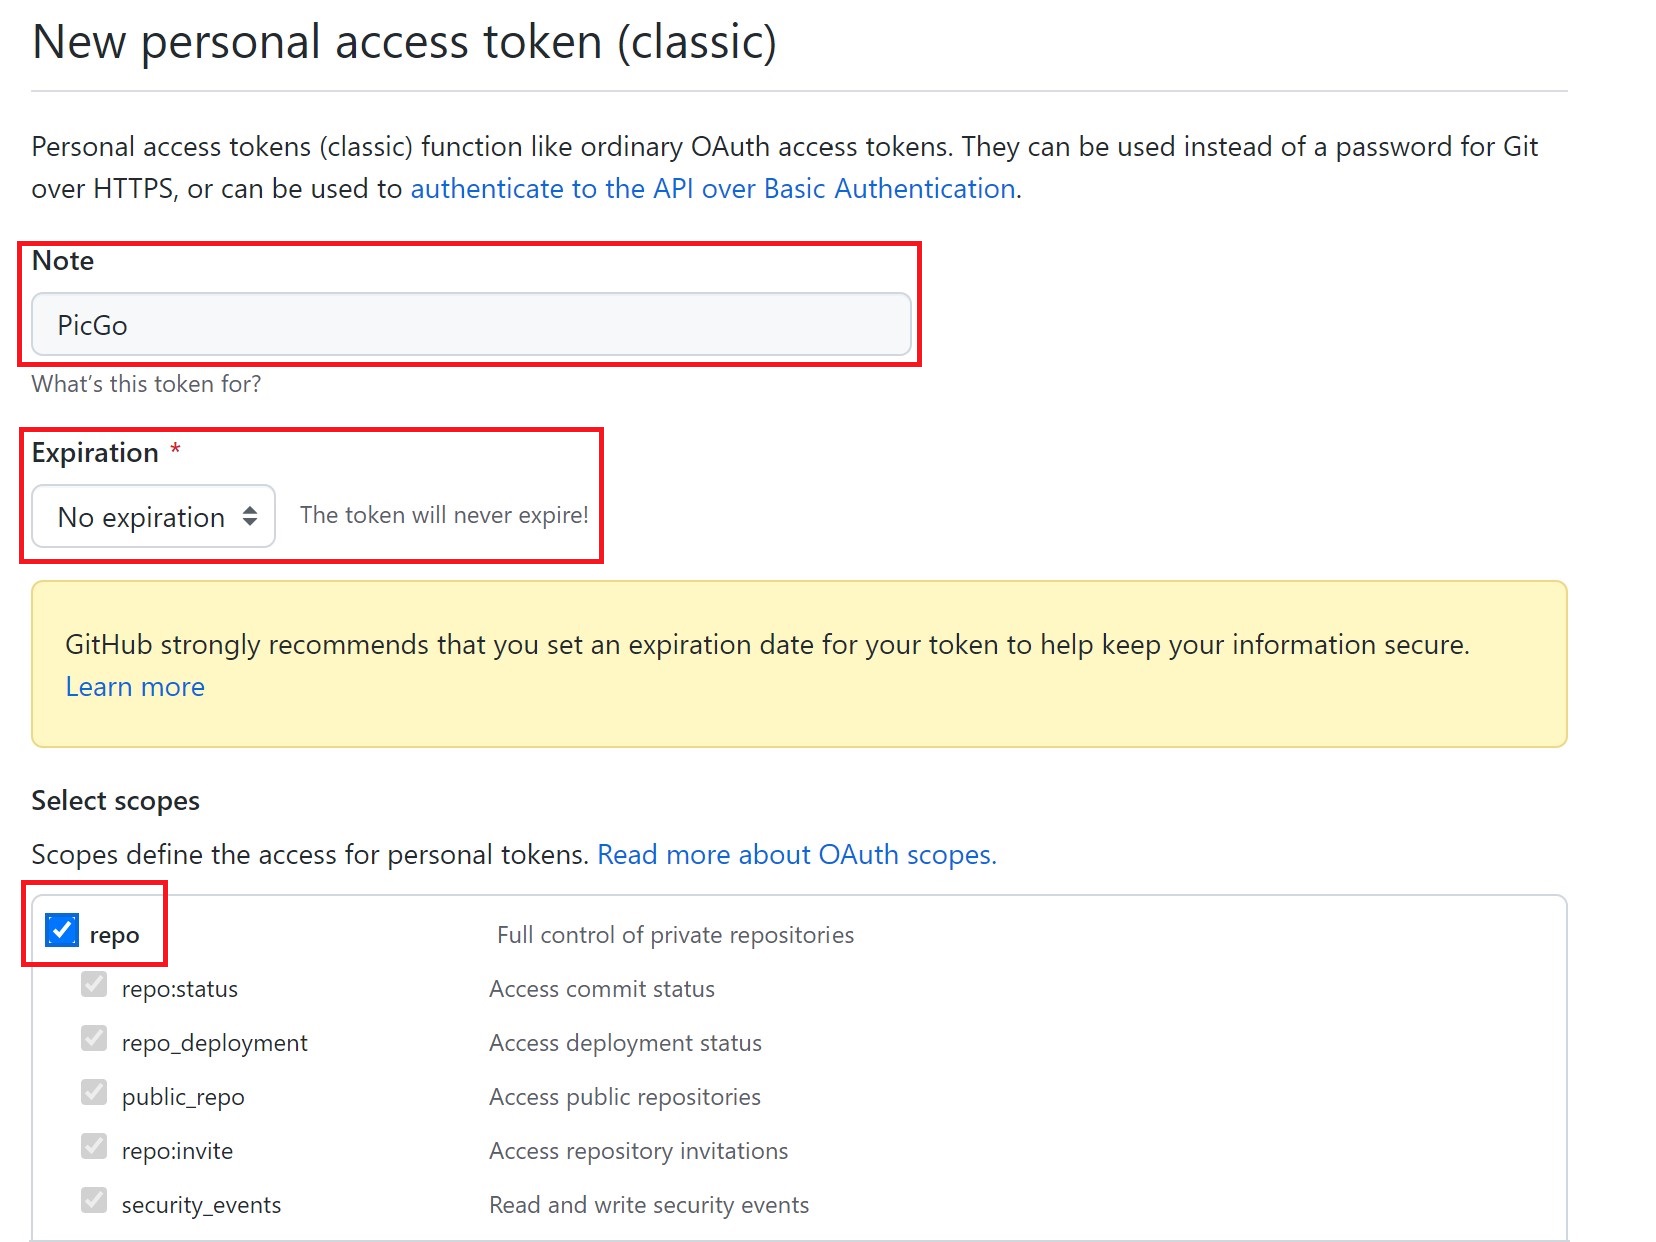 New personal access token (classic)
Personal access tokens (classic) function like ordinary OAuth access tokens. They can be used instead of a password for Git
over HTTPS, or can be used to authenticate to the API over Basic Authentication.
Note
PicGo
What's this token for?
Expiration *
No expiration The token will never expire!
GitHub strongly recommends that you set an expiration date for your token to help keep your information secure.
Learn more
Select scopes
Scopes define the access for personal tokens. Read more about OAuth scopes.
repo Full control of private repositories
repo:status Access commit status
repo_deployment Access deployment status
public_repo Access public repositories
repo:invite Access repository invitations
security_events Read and write security events